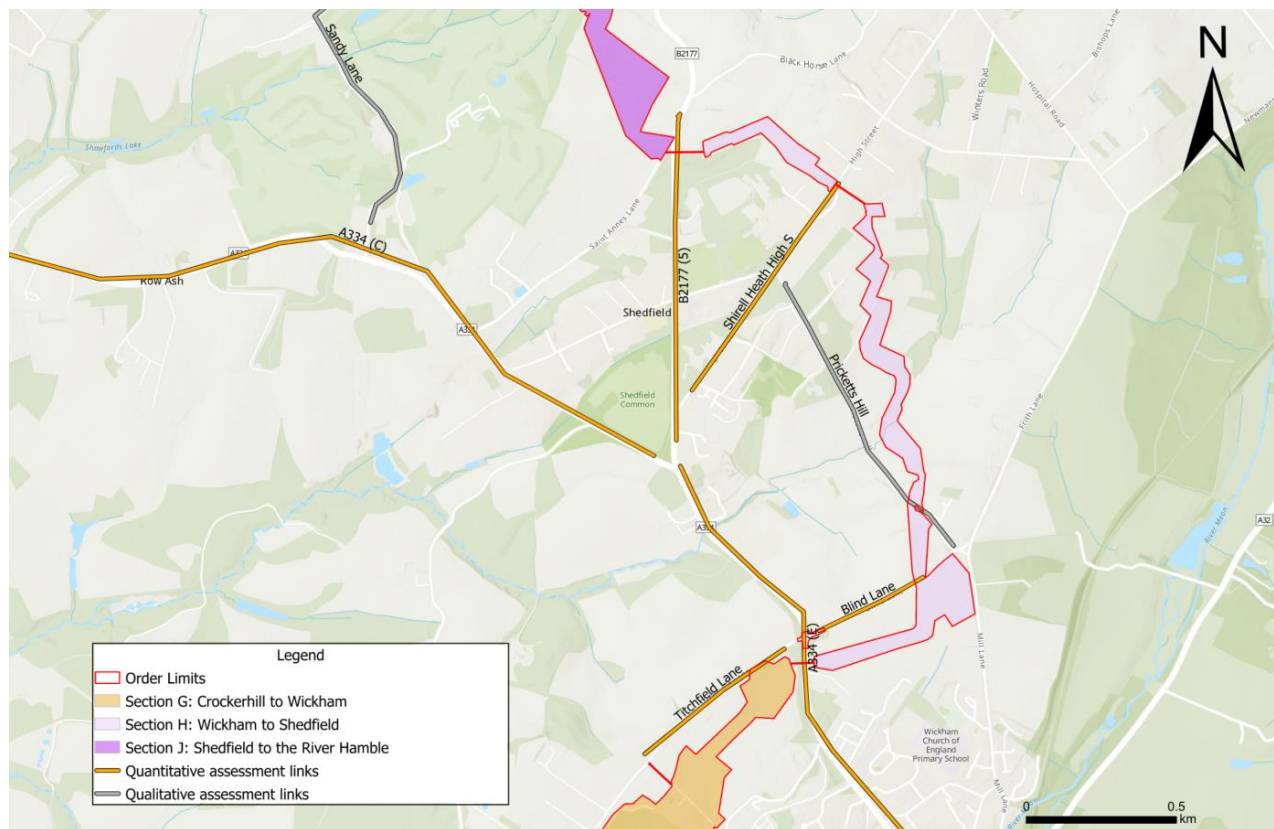 Sandy Lane
B2177
Black Horse Lane
Bishops Lane
N
Winters Road
Hospital Road
Shawfords Lake
High Street
Saint Annes Lane
A334 (C)
Row Ash
B2177 (5)
Shirell Heath High S
Shedfield
Shedfield
Common
Pricketts Hill
Frith Lane
River Meon
A32
Blind Lane
A334 (E)
Titchfield Lane
Mill Lane
Wickham
Church of
England
Primary School
Mill Lane
Legend
Order Limits
Section G: Crockerhill to Wickham
Section H: Wickham to Shedfield
Section J: Shedfield to the River Hamble
Quantitative assessment links
Qualitative assessment links
0 0.5
km